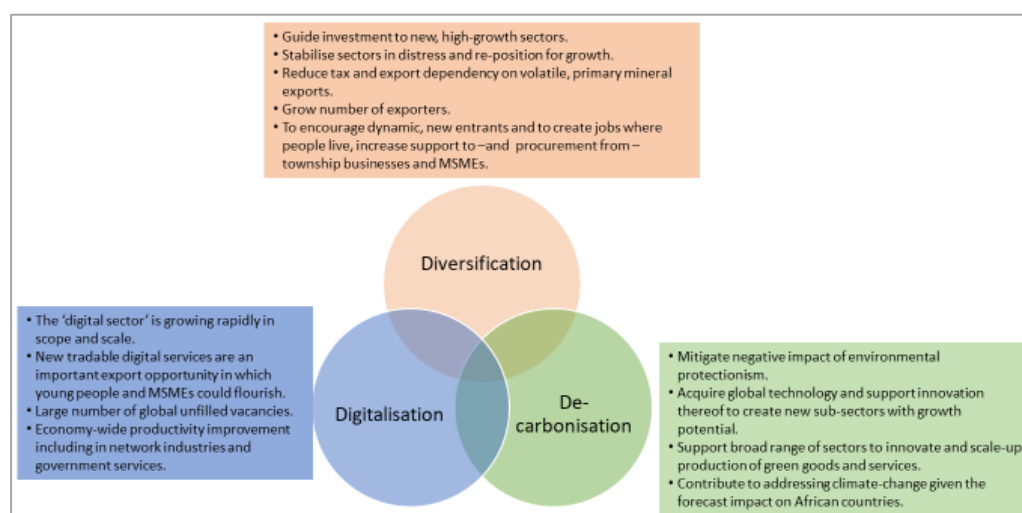 • Guide investment to new, high-growth sectors.
• Stabilise sectors in distress and re-position for growth.
• Reduce tax and export dependency on volatile, primary mineral
exports.
• Grow number of exporters.
• To encourage dynamic, new entrants and to create jobs where
people live, increase support to –and procurement from –
township businesses and MSMEs.
Diversification
• The 'digital sector' is growing rapidly in
scope and scale.
• New tradable digital services are an
important export opportunity in which
young people and MSMEs could flourish.
• Large number of global unfilled vacancies.
• Economy-wide productivity improvement
including in network industries and
government services.
Digitalisation
De-
carbonisation
• Mitigate negative impact of environmental
protectionism.
• Acquire global technology and support innovation
thereof to create new sub-sectors with growth
potential.
• Support broad range of sectors to innovate and scale-up
production of green goods and services.
• Contribute to addressing climate-change given the
forecast impact on African countries.